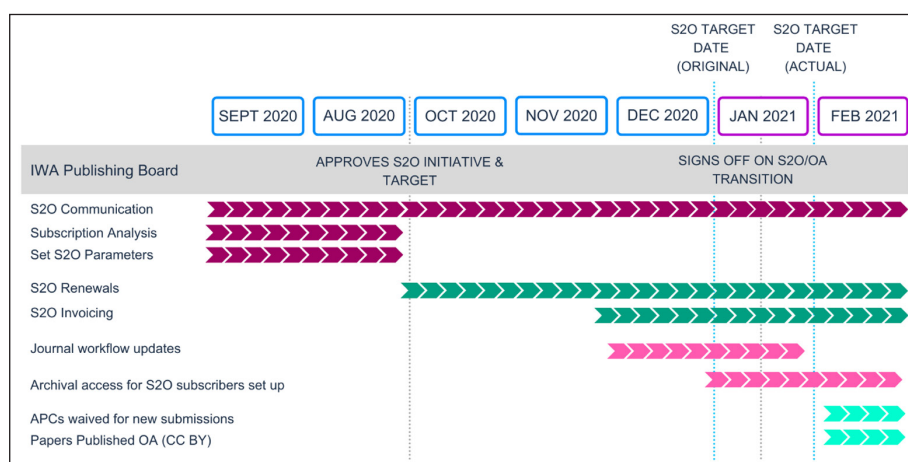 S2O TARGET
DATE
(ORIGINAL)
S2O TARGET
DATE
(ACTUAL)
SEPT 2020
AUG 2020
OCT 2020
NOV 2020
DEC 2020
JAN 2021
FEB 2021
IWA Publishing Board
APPROVES S2O INITIATIVE &
TARGET
SIGNS OFF ON S2O/OA
TRANSITION
S2O Communication
Subscription Analysis
Set S2O Parameters
S2O Renewals
S2O Invoicing
Journal workflow updates
Archival access for S2O subscribers set up
APCs waived for new submissions
Papers Published OA (CC BY)